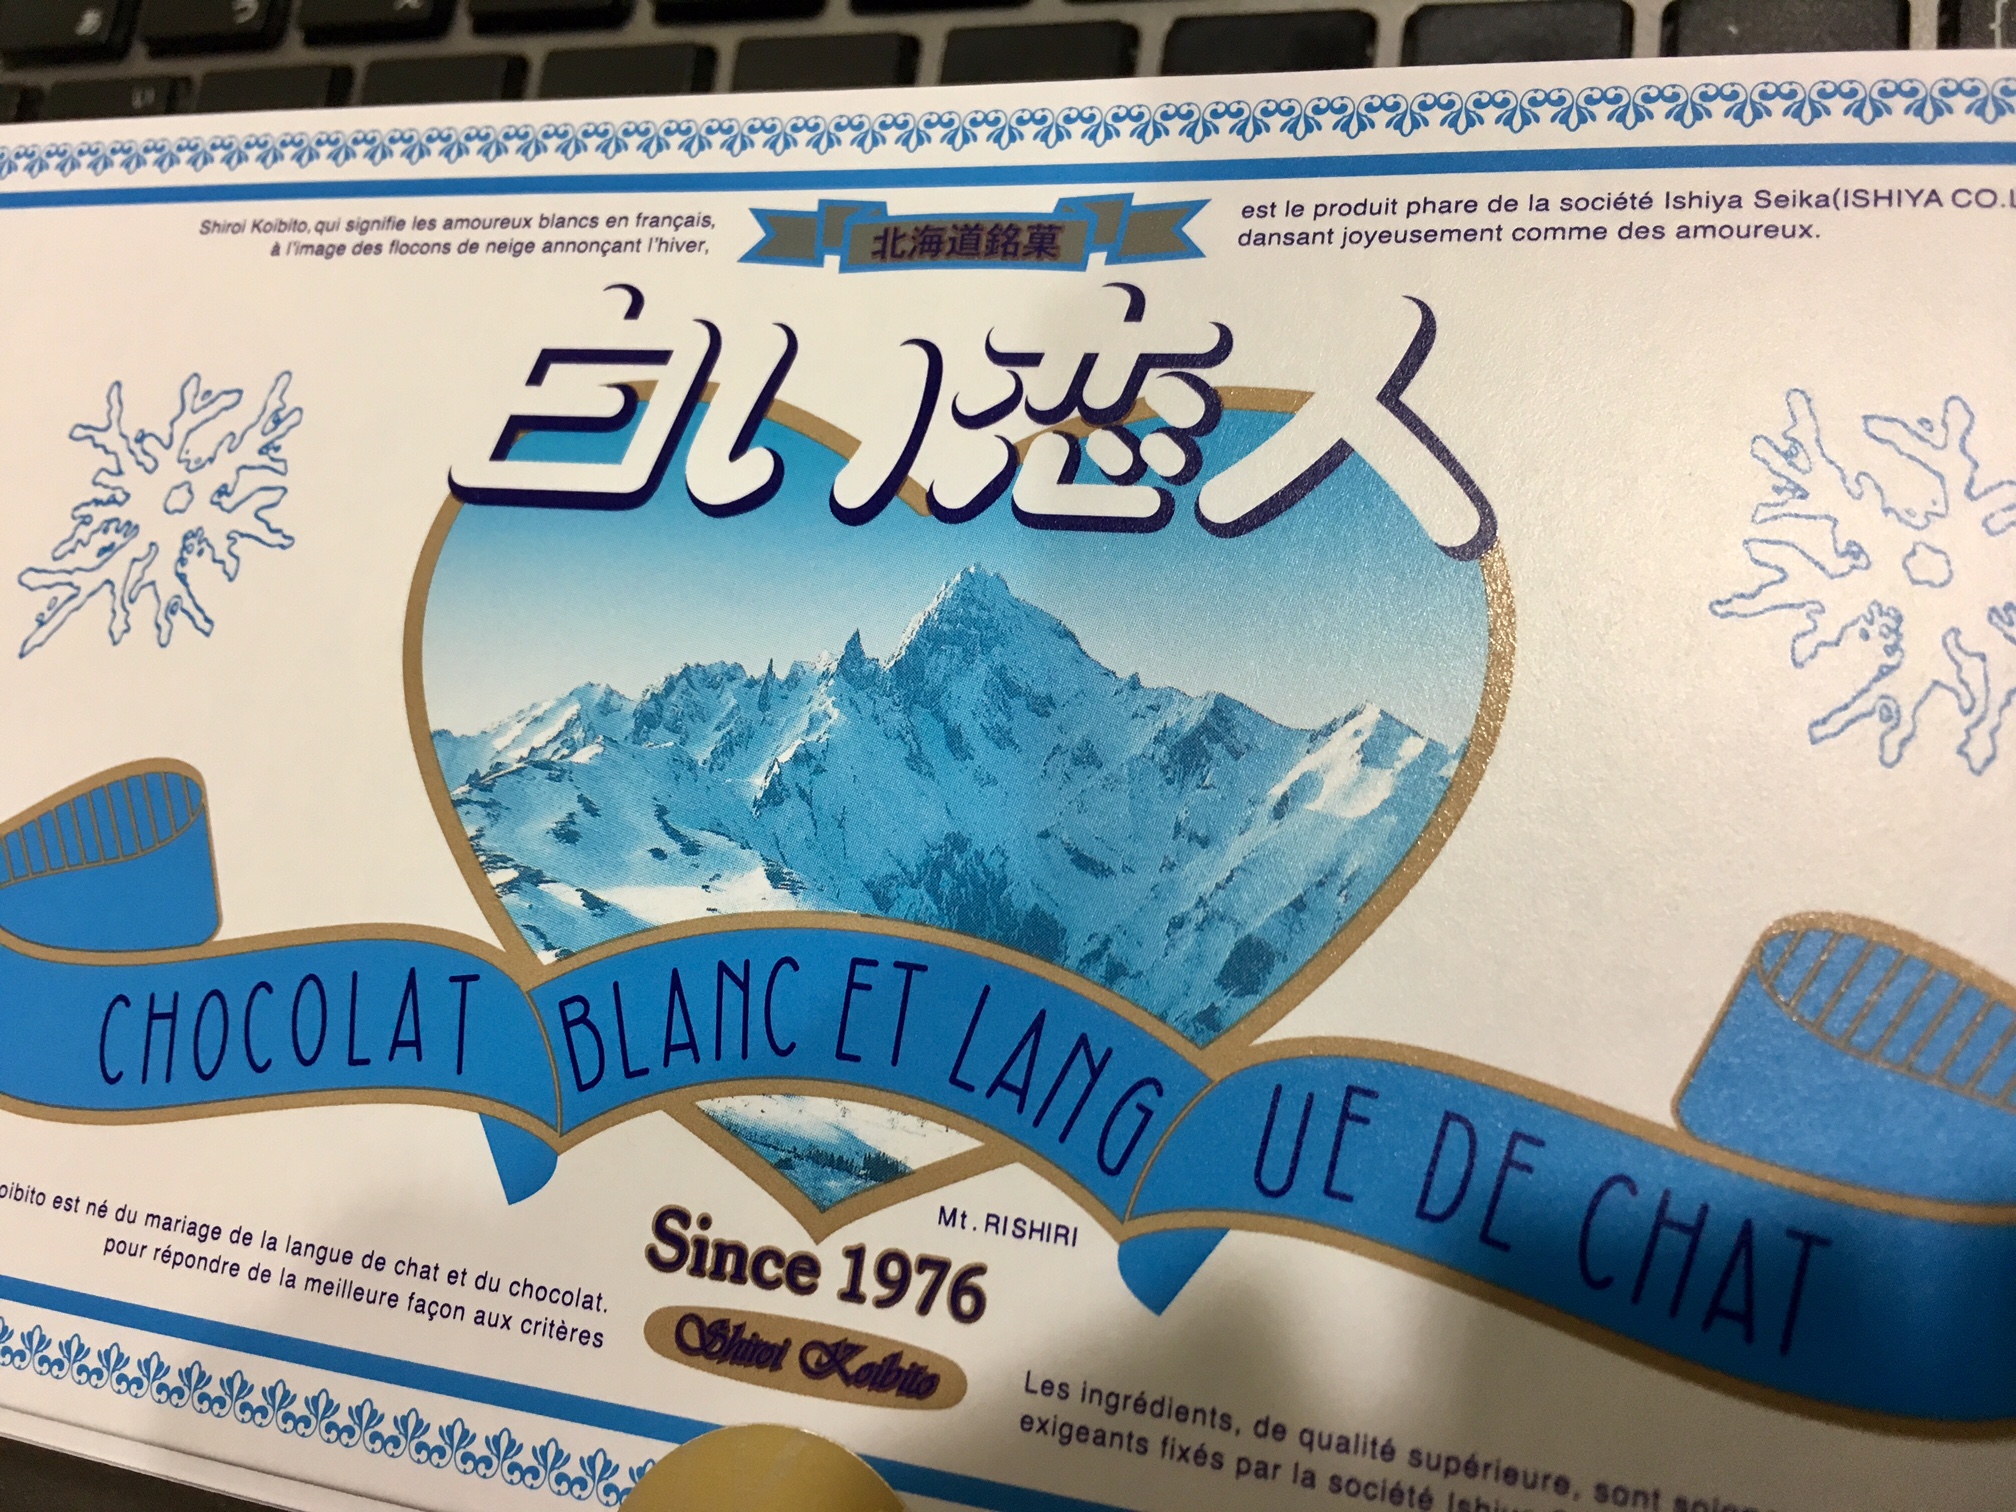 あ
つ
い
Shiroi Koibito, qui signifie les amoureux blancs en français,
à l'image des flocons de neige annonçant l'hiver,
北海道銘菓
est le produit phare de la société Ishiya Seika(ISHIYA CO.L
dansant joyeusement comme des amoureux.
白い恋人
CHOCOLAT BLANC ET LANGUE DE CHAT
Mt.RISHIRI
Since 1976
Shiroi Koibito
oibito est né du mariage de la langue de chat et du chocolat.
pour répondre de la meilleure façon aux critères
Les ingrédients, de qualité supérieure, sont
exigeants fixés par la société